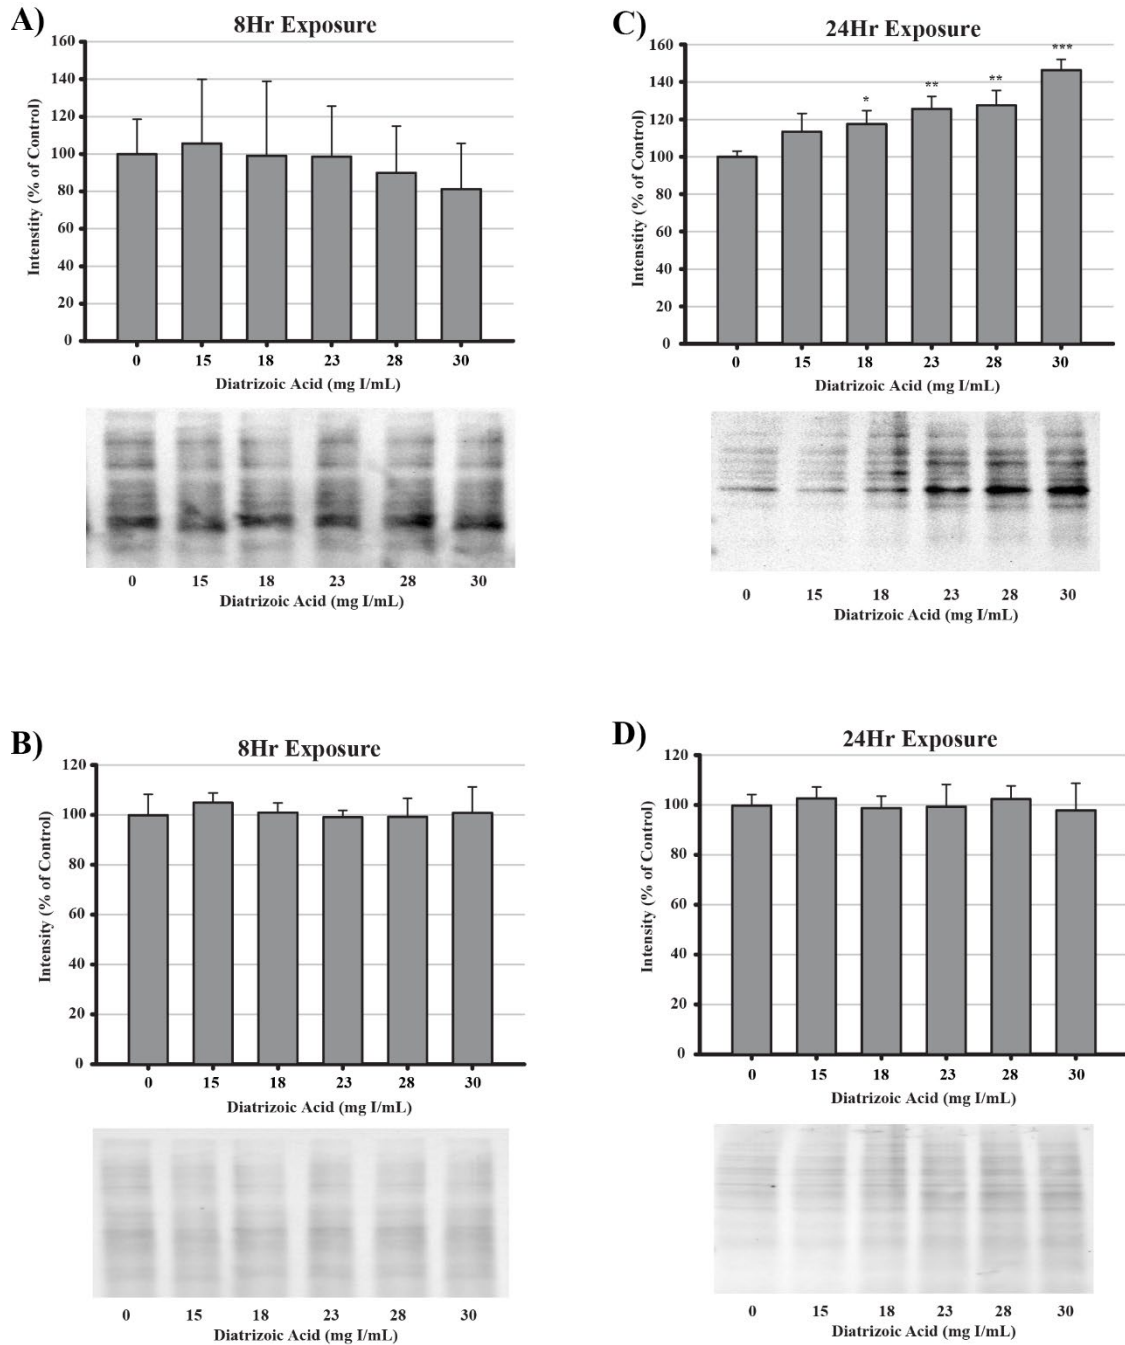 A)
8Hr Exposure
160
140
120
100
80
60
40
20
0
Intenstity (% of Control)
0 15 18 23 28 30
Diatrizoic Acid (mg I/mL)
0 15 18 23 28 30
Diatrizoic Acid (mg I/mL)
C)
24Hr Exposure
160
140
120
100
80
60
40
20
0
Intenstity (% of Control)
* ** ** ***
0 15 18 23 28 30
Diatrizoic Acid (mg I/mL)
0 15 18 23 28 30
Diatrizoic Acid (mg I/mL)
B)
8Hr Exposure
120
100
80
60
40
20
0
Intensity (% of Control)
0 15 18 23 28 30
Diatrizoic Acid (mg I/mL)
0 15 18 23 28 30
Diatrizoic Acid (mg I/mL)
D)
24Hr Exposure
120
100
80
60
40
20
0
Intensity (% of Control)
0 15 18 23 28 30
Diatrizoic Acid (mg I/mL)
0 15 18 23 28 30
Diatrizoic Acid (mg I/mL)